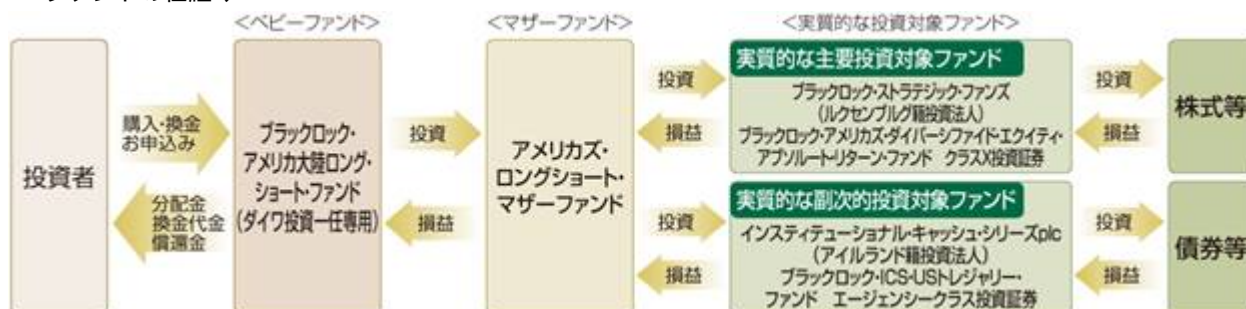 <ベビーファンド>
<マザーファンド>
<実質的な投資対象ファンド>
投資者
購入・換金
お申込み
分配金
換金代金
償還金
ブラックロック・
アメリカ大陸ロング・
ショート・ファンド
(ダイワ投資一任専用)
投資
損益
アメリカズ・
ロングショート・
マザーファンド
投資
損益
実質的な主要投資対象ファンド
ブラックロック・ストラテジック・ファンズ
(ルクセンブルグ籍投資法人)
ブラックロック・アメリカズ・ダイバーシファイド・エクイティ・
アブソルート・リターン・ファンド クラスX投資証券
投資
損益
株式等
投資
損益
実質的な副次的投資対象ファンド
インスティテューショナル・キャッシュ・シリーズplc
(アイルランド籍投資法人)
ブラックロック・ICS・USトレジャリー・
ファンド エージェンシークラス投資証券
投資
損益
債券等